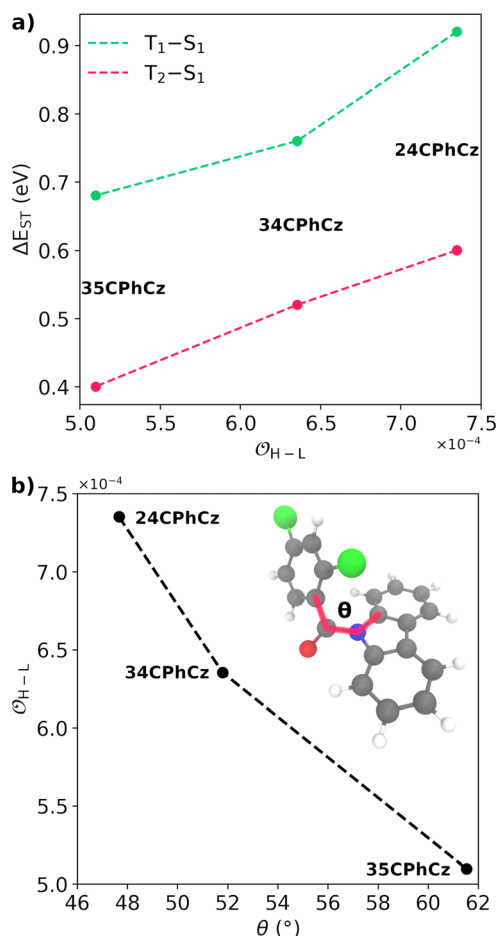 a)
0.9
0.8
0.7
0.6
0.5
0.4
ΔE_ST (eV)
T₁−S₁
T₂−S₁
24CPhCz
34CPhCz
35CPhCz
5.0
5.5
6.0
6.5
7.0
7.5
×10⁻⁴
𝒪_H−L
b)
×10⁻⁴
7.5
7.0
6.5
6.0
5.5
5.0
𝒪_H−L
24CPhCz
34CPhCz
35CPhCz
θ
46
48
50
52
54
56
58
60
62
θ (°)